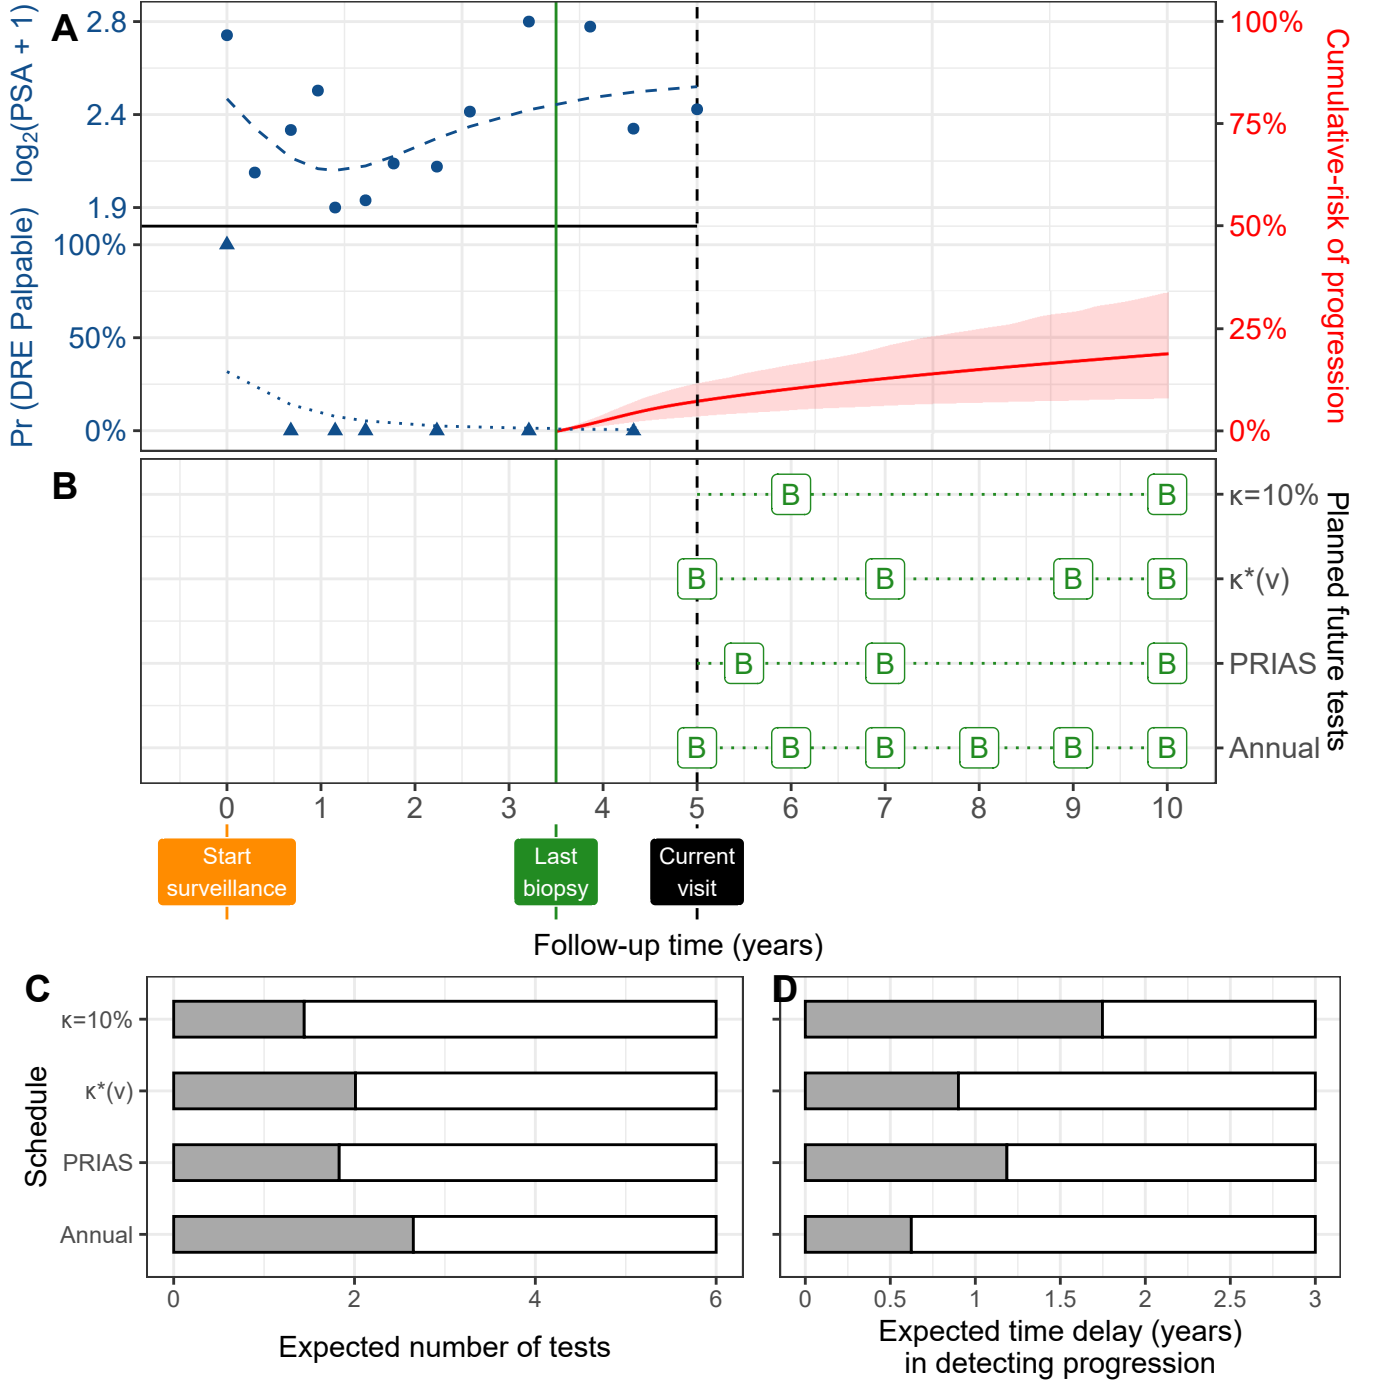 A
log₂(PSA + 1)
Pr (DRE Palpable)
2.8
2.4
1.9
100%
50%
0%
100%
75%
50%
25%
0%
Cumulative-risk of progression
B
B B κ=10%
B B B B κ*(v)
B B B PRIAS
B B B B B B Annual
Planned future tests
0 1 2 3 4 5 6 7 8 9 10
Start
surveillance
Last
biopsy
Current
visit
Follow-up time (years)
C
Schedule
κ=10%
κ*(v)
PRIAS
Annual
0 2 4 6
Expected number of tests
D
0 0.5 1 1.5 2 2.5 3
Expected time delay (years)
in detecting progression